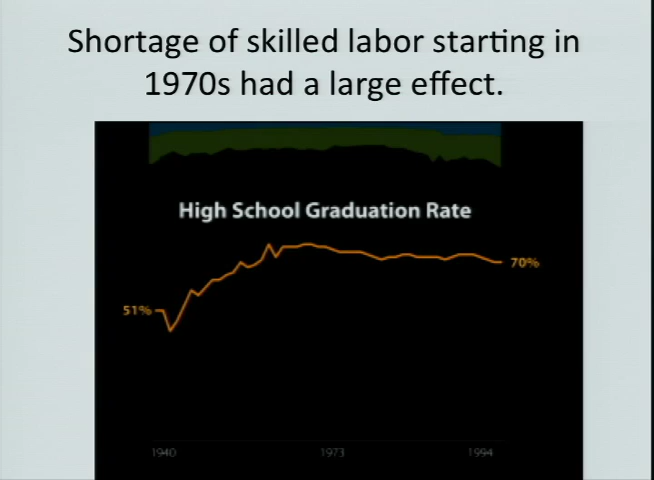 Shortage of skilled labor starting in
1970s had a large effect.
High School Graduation Rate
70%
51%
1940 1973 1994